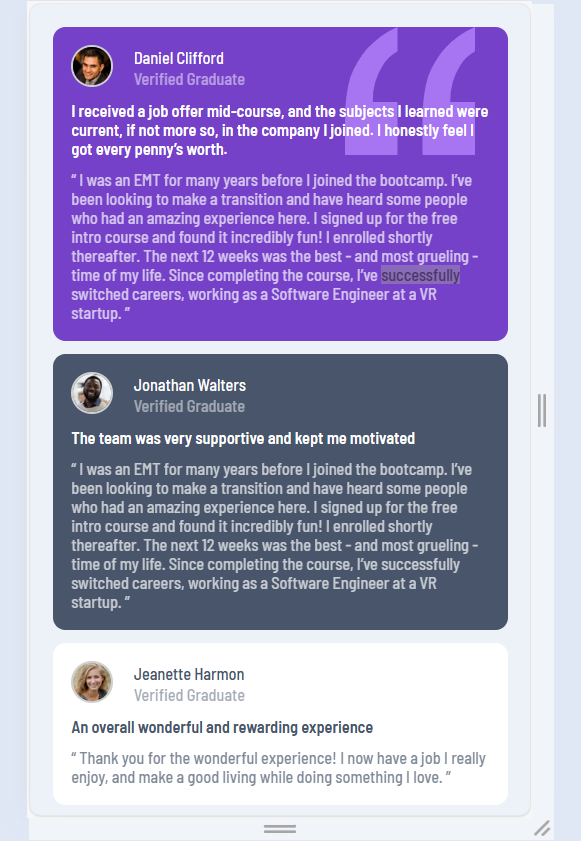 Daniel Clifford
Verified Graduate
I received a job offer mid-course, and the subjects I learned were
current, if not more so, in the company I joined. I honestly feel I
got every penny’s worth.
“ I was an EMT for many years before I joined the bootcamp. I’ve
been looking to make a transition and have heard some people
who had an amazing experience here. I signed up for the free
intro course and found it incredibly fun! I enrolled shortly
thereafter. The next 12 weeks was the best - and most grueling -
time of my life. Since completing the course, I’ve successfully
switched careers, working as a Software Engineer at a VR
startup. ”
Jonathan Walters
Verified Graduate
The team was very supportive and kept me motivated
“ I was an EMT for many years before I joined the bootcamp. I’ve
been looking to make a transition and have heard some people
who had an amazing experience here. I signed up for the free
intro course and found it incredibly fun! I enrolled shortly
thereafter. The next 12 weeks was the best - and most grueling -
time of my life. Since completing the course, I’ve successfully
switched careers, working as a Software Engineer at a VR
startup. ”
Jeanette Harmon
Verified Graduate
An overall wonderful and rewarding experience
“ Thank you for the wonderful experience! I now have a job I really
enjoy, and make a good living while doing something I love. ”